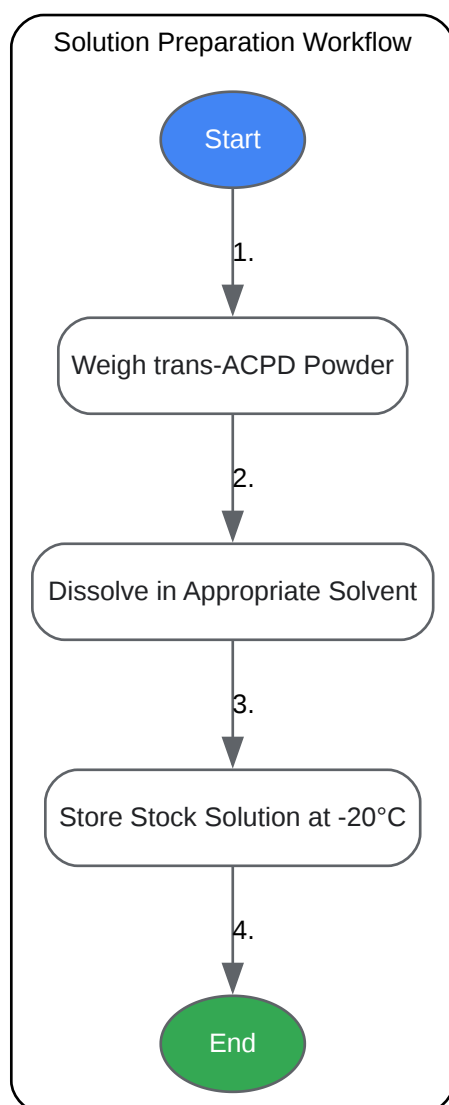 Solution Preparation Workflow
Start
1.
Weigh trans-ACPD Powder
2.
Dissolve in Appropriate Solvent
3.
Store Stock Solution at -20°C
4.
End